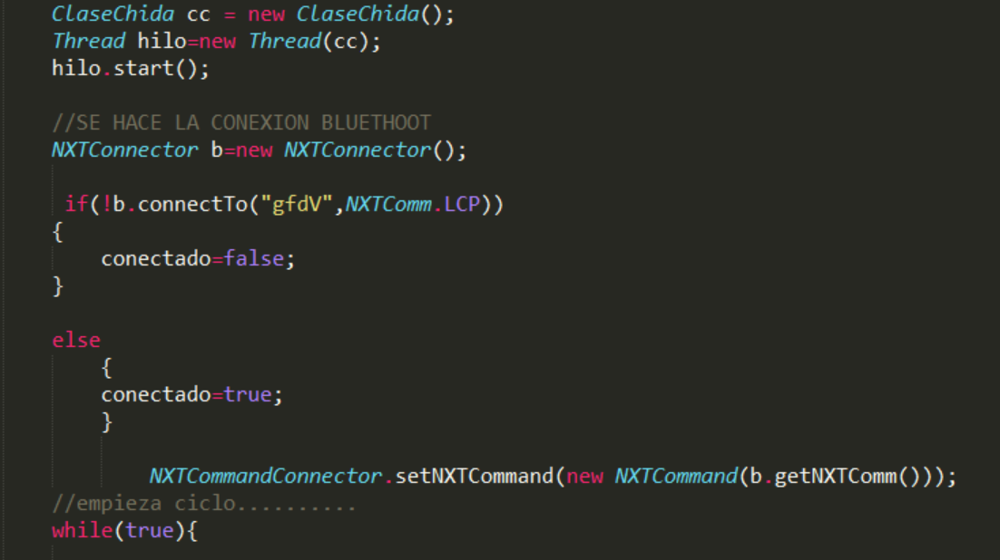 ClaseChida cc = new ClaseChida();
Thread hilo=new Thread(cc);
hilo.start();
//SE HACE LA CONEXION BLUETHOOT
NXTConnector b=new NXTConnector();
if(!b.connectTo("gfdV",NXTComm.LCP))
{
conectado=false;
}
else
{
conectado=true;
}
NXTCommandConnector.setNXTCommand(new NXTCommand(b.getNXTComm()));
//empieza ciclo..........
while(true){